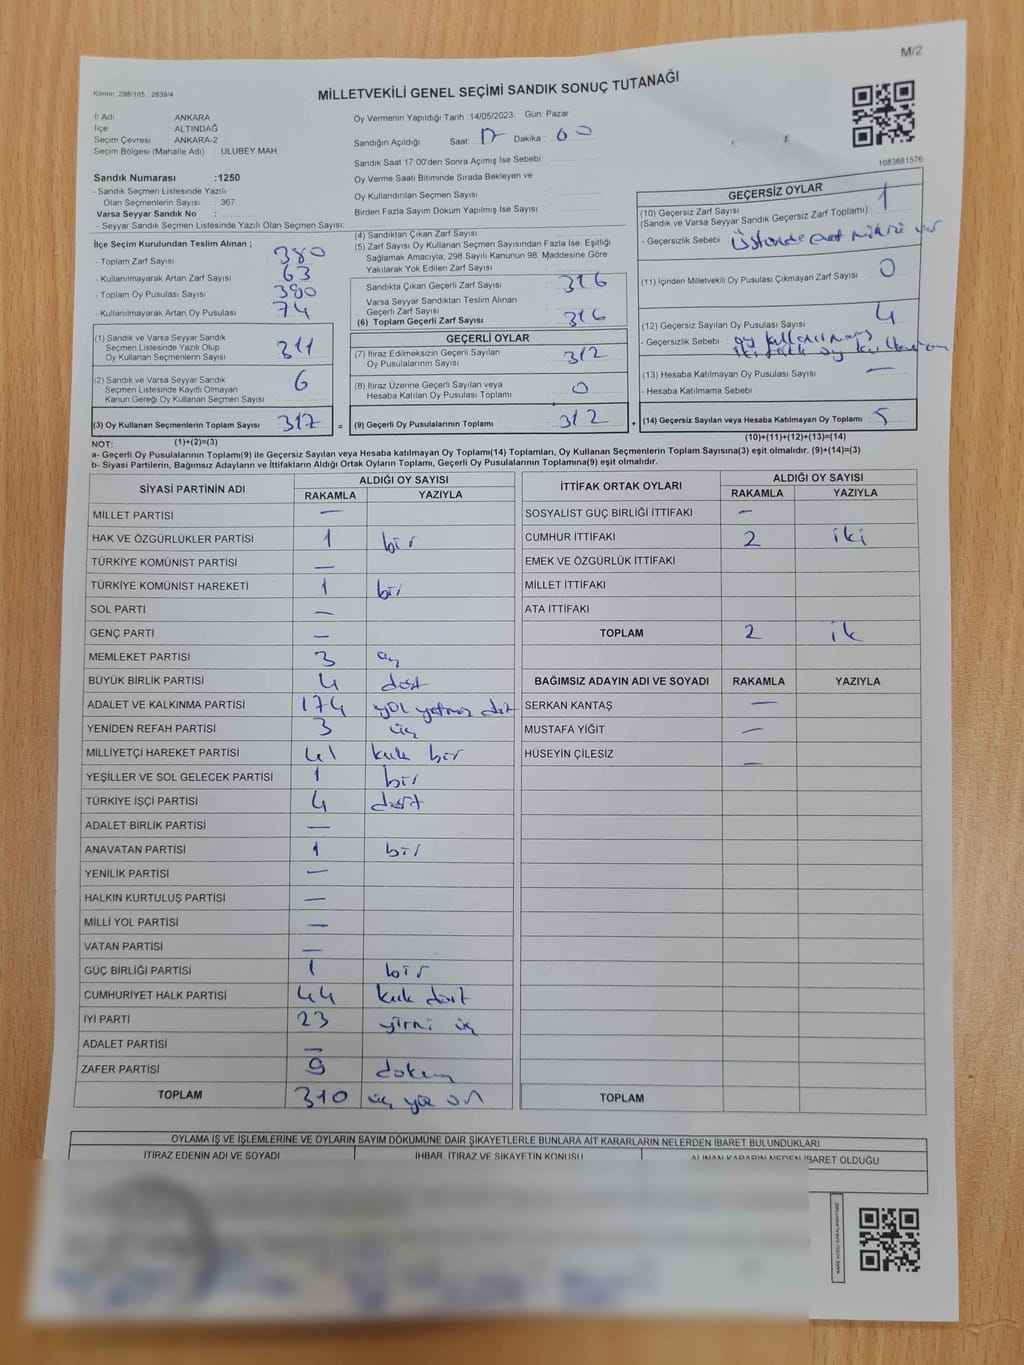 M/2
Kanun: 298/105 , 2839/4
MİLLETVEKİLİ GENEL SEÇİMİ SANDIK SONUÇ TUTANAĞI
İl Adı : ANKARA
İlçe : ALTINDAĞ
Seçim Çevresi : ANKARA-2
Seçim Bölgesi (Mahalle Adı) : ULUBEY MAH.
Sandık Numarası :1250
- Sandık Seçmen Listesinde Yazılı
Olan Seçmenlerin Sayısı : 367
Varsa Seyyar Sandık No :
- Seyyar Sandık Seçmen Listesinde Yazılı Olan Seçmen Sayısı:
Oy Vermenin Yapıldığı Tarih :14/05/2023 Gün: Pazar
Sandığın Açıldığı Saat: 17 Dakika : 00
Sandık Saat 17:00'den Sonra Açımış İse Sebebi :
Oy Verme Saati Bitiminde Sırada Bekleyen ve
Oy Kullandırılan Seçmen Sayısı :
Birden Fazla Sayım Döküm Yapılmış İse Sayısı :
1083681576
İlçe Seçim Kurulundan Teslim Alınan ;
- Toplam Zarf Sayısı : 380
- Kullanılmayarak Artan Zarf Sayısı : 63
- Toplam Oy Pusulası Sayısı : 380
- Kullanılmayarak Artan Oy Pusulası : 74
(1) Sandık ve Varsa Seyyar Sandık
Seçmen Listesinde Yazılı Olup
Oy Kullanan Seçmenlerin Sayısı : 311
(2) Sandık ve Varsa Seyyar Sandık
Seçmen Listesinde Kayıtlı Olmayan
Kanun Gereği Oy Kullanan Seçmen Sayısı : 6
(3) Oy Kullanan Seçmenlerin Toplam Sayısı : 317
(4) Sandıktan Çıkan Zarf Sayısı :
(5) Zarf Sayısı Oy Kullanan Seçmen Sayısından Fazla İse, Eşitliği
Sağlamak Amacıyla; 298 Sayılı Kanunun 98. Maddesine Göre
Yakılarak Yok Edilen Zarf Sayısı :
Sandıkta Çıkan Geçerli Zarf Sayısı : 316
Varsa Seyyar Sandıktan Teslim Alınan
Geçerli Zarf Sayısı :
(6) Toplam Geçerli Zarf Sayısı : 316
GEÇERLİ OYLAR
(7) İtiraz Edilmeksizin Geçerli Sayılan
Oy Pusulalarının Sayısı : 312
(8) İtiraz Üzerine Geçerli Sayılan veya
Hesaba Katılan Oy Pusulası Toplamı : 0
= (9) Geçerli Oy Pusulalarının Toplamı : 312
GEÇERSİZ OYLAR
(10) Geçersiz Zarf Sayısı : 1
(Sandık ve Varsa Seyyar Sandık Geçersiz Zarf Toplamı)
- Geçersizlik Sebebi :
(11) İçinden Milletvekili Oy Pusulası Çıkmayan Zarf Sayısı : 0
(12) Geçersiz Sayılan Oy Pusulası Sayısı : 4
- Geçersizlik Sebebi : oy kullanılmamış
(13) Hesaba Katılmayan Oy Pusulası Sayısı : —
- Hesaba Katılmama Sebebi :
+ (14) Geçersiz Sayılan veya Hesaba Katılmayan Oy Toplamı : 5
NOT: (1)+(2)=(3)
(10)+(11)+(12)+(13)=(14)
a- Geçerli Oy Pusulalarının Toplamı(9) ile Geçersiz Sayılan veya Hesaba katılmayan Oy Toplamı(14) Toplamları, Oy Kullanan Seçmenlerin Toplam Sayısına(3) eşit olmalıdır. (9)+(14)=(3)
b- Siyasi Partilerin, Bağımsız Adayların ve İttifakların Aldığı Ortak Oyların Toplamı, Geçerli Oy Pusulalarının Toplamına(9) eşit olmalıdır.
SİYASİ PARTİNİN ADI ALDIĞI OY SAYISI
RAKAMLA YAZIYLA
MİLLET PARTİSİ —
HAK VE ÖZGÜRLÜKLER PARTİSİ 1 bir
TÜRKİYE KOMÜNİST PARTİSİ —
TÜRKİYE KOMÜNİST HAREKETİ 1 bir
SOL PARTİ —
GENÇ PARTİ —
MEMLEKET PARTİSİ 3 üç
BÜYÜK BİRLİK PARTİSİ 4 dört
ADALET VE KALKINMA PARTİSİ 174 yüz yetmiş dört
YENİDEN REFAH PARTİSİ 3 üç
MİLLİYETÇİ HAREKET PARTİSİ 41 kırk bir
YEŞİLLER VE SOL GELECEK PARTİSİ 1 bir
TÜRKİYE İŞÇİ PARTİSİ 4 dört
ADALET BİRLİK PARTİSİ —
ANAVATAN PARTİSİ 1 bir
YENİLİK PARTİSİ —
HALKIN KURTULUŞ PARTİSİ —
MİLLİ YOL PARTİSİ —
VATAN PARTİSİ —
GÜÇ BİRLİĞİ PARTİSİ 1 bir
CUMHURİYET HALK PARTİSİ 44 kırk dört
İYİ PARTİ 23 yirmi üç
ADALET PARTİSİ —
ZAFER PARTİSİ 9 dokuz
TOPLAM 310 üç yüz on
İTTİFAK ORTAK OYLARI ALDIĞI OY SAYISI
RAKAMLA YAZIYLA
SOSYALİST GÜÇ BİRLİĞİ İTTİFAKI —
CUMHUR İTTİFAKI 2 iki
EMEK VE ÖZGÜRLÜK İTTİFAKI
MİLLET İTTİFAKI
ATA İTTİFAKI
TOPLAM 2 ik
BAĞIMSIZ ADAYIN ADI VE SOYADI RAKAMLA YAZIYLA
SERKAN KANTAŞ —
MUSTAFA YİĞİT —
HÜSEYİN ÇİLESİZ —
TOPLAM
OYLAMA İŞ VE İŞLEMLERİNE VE OYLARIN SAYIM DÖKÜMÜNE DAİR ŞİKAYETLERLE BUNLARA AİT KARARLARIN NELERDEN İBARET BULUNDUKLARI
İTİRAZ EDENİN ADI VE SOYADI İHBAR, İTİRAZ VE ŞİKAYETİN KONUSU ALINAN KARARIN NEDEN İBARET OLDUĞU
KARE KODU KARALAMAYINIZ!